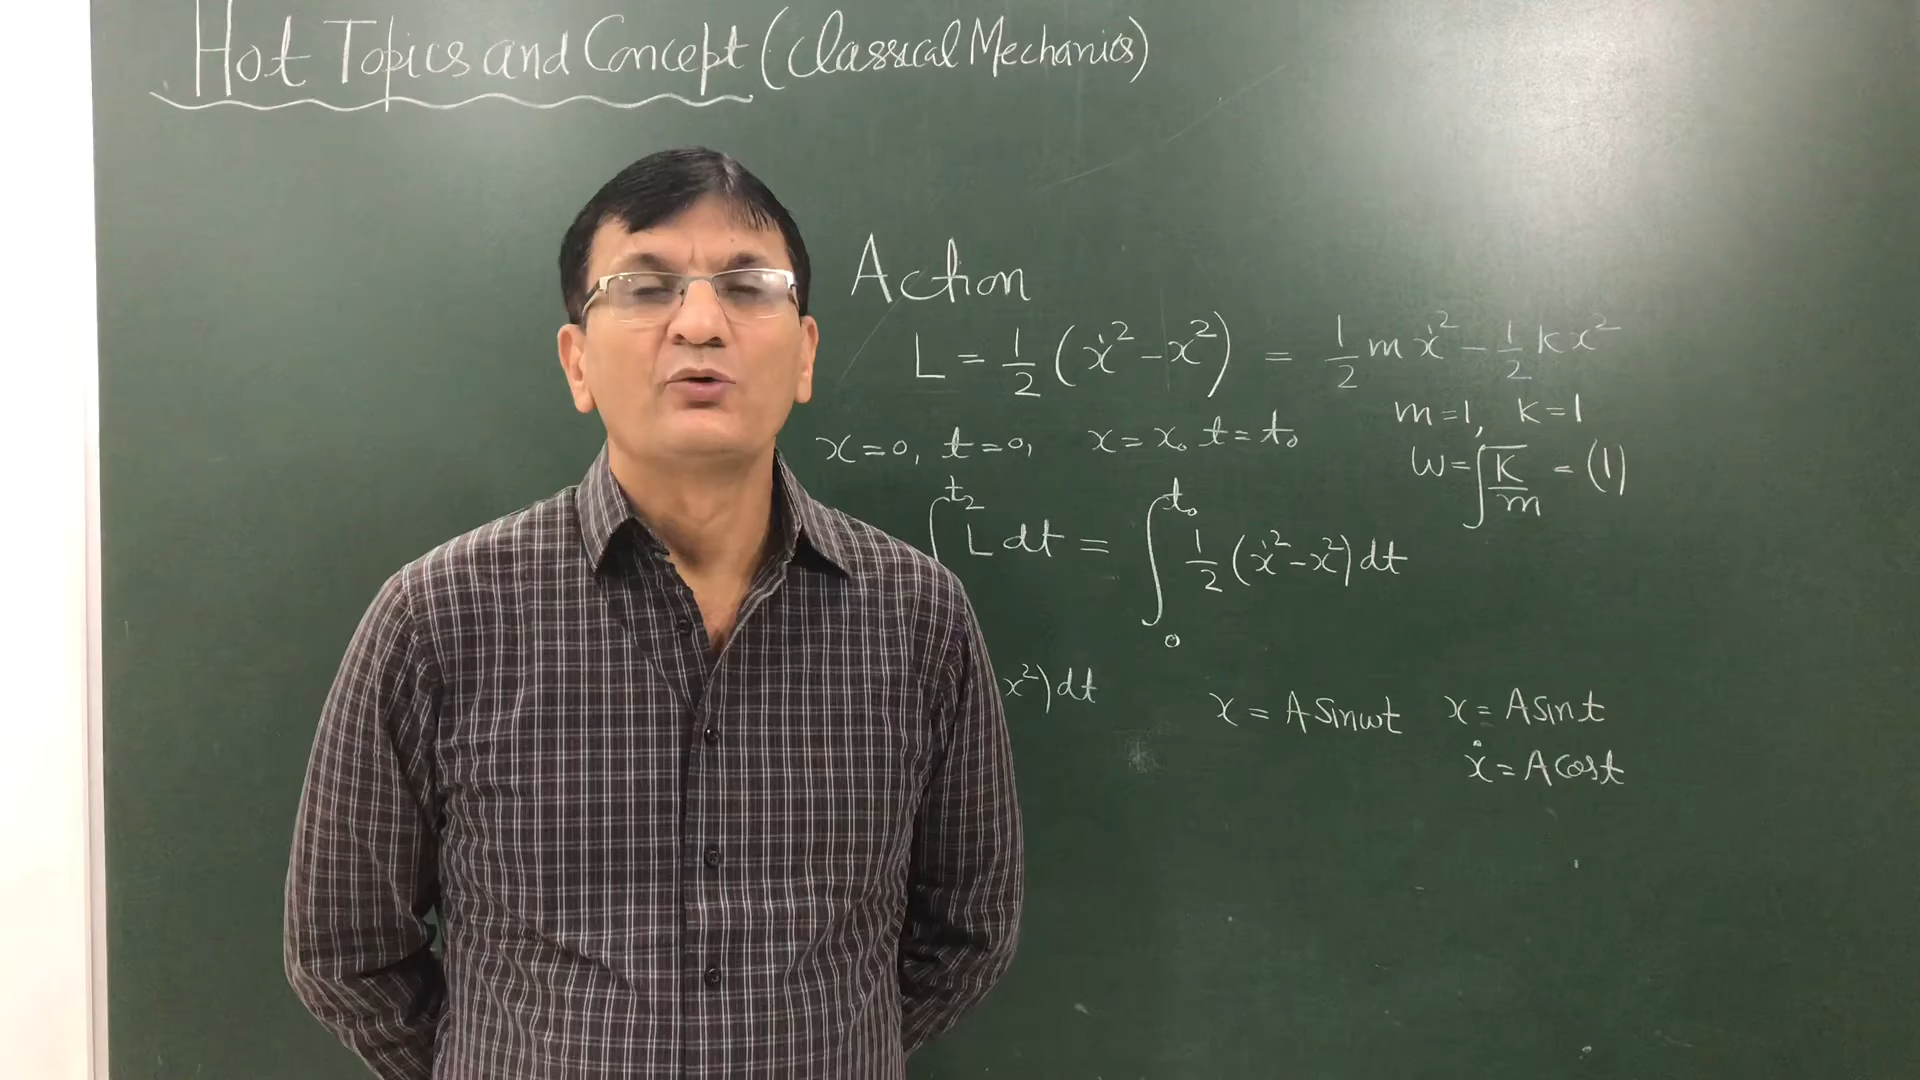 Hot Topics and Concept (Classical Mechanics)
Action
L = 1/2 (ẋ² - x²) = 1/2 m ẋ² - 1/2 k x²
m = 1, k = 1
x = 0, t = 0, x = x₀ t = t₀
ω = √(k/m) = (1)
∫ t₂ L dt = ∫₀^t₀ 1/2 (ẋ² - x²) dt
x²) dt
x = A sin ωt x = A sin t
ẋ = A cos t